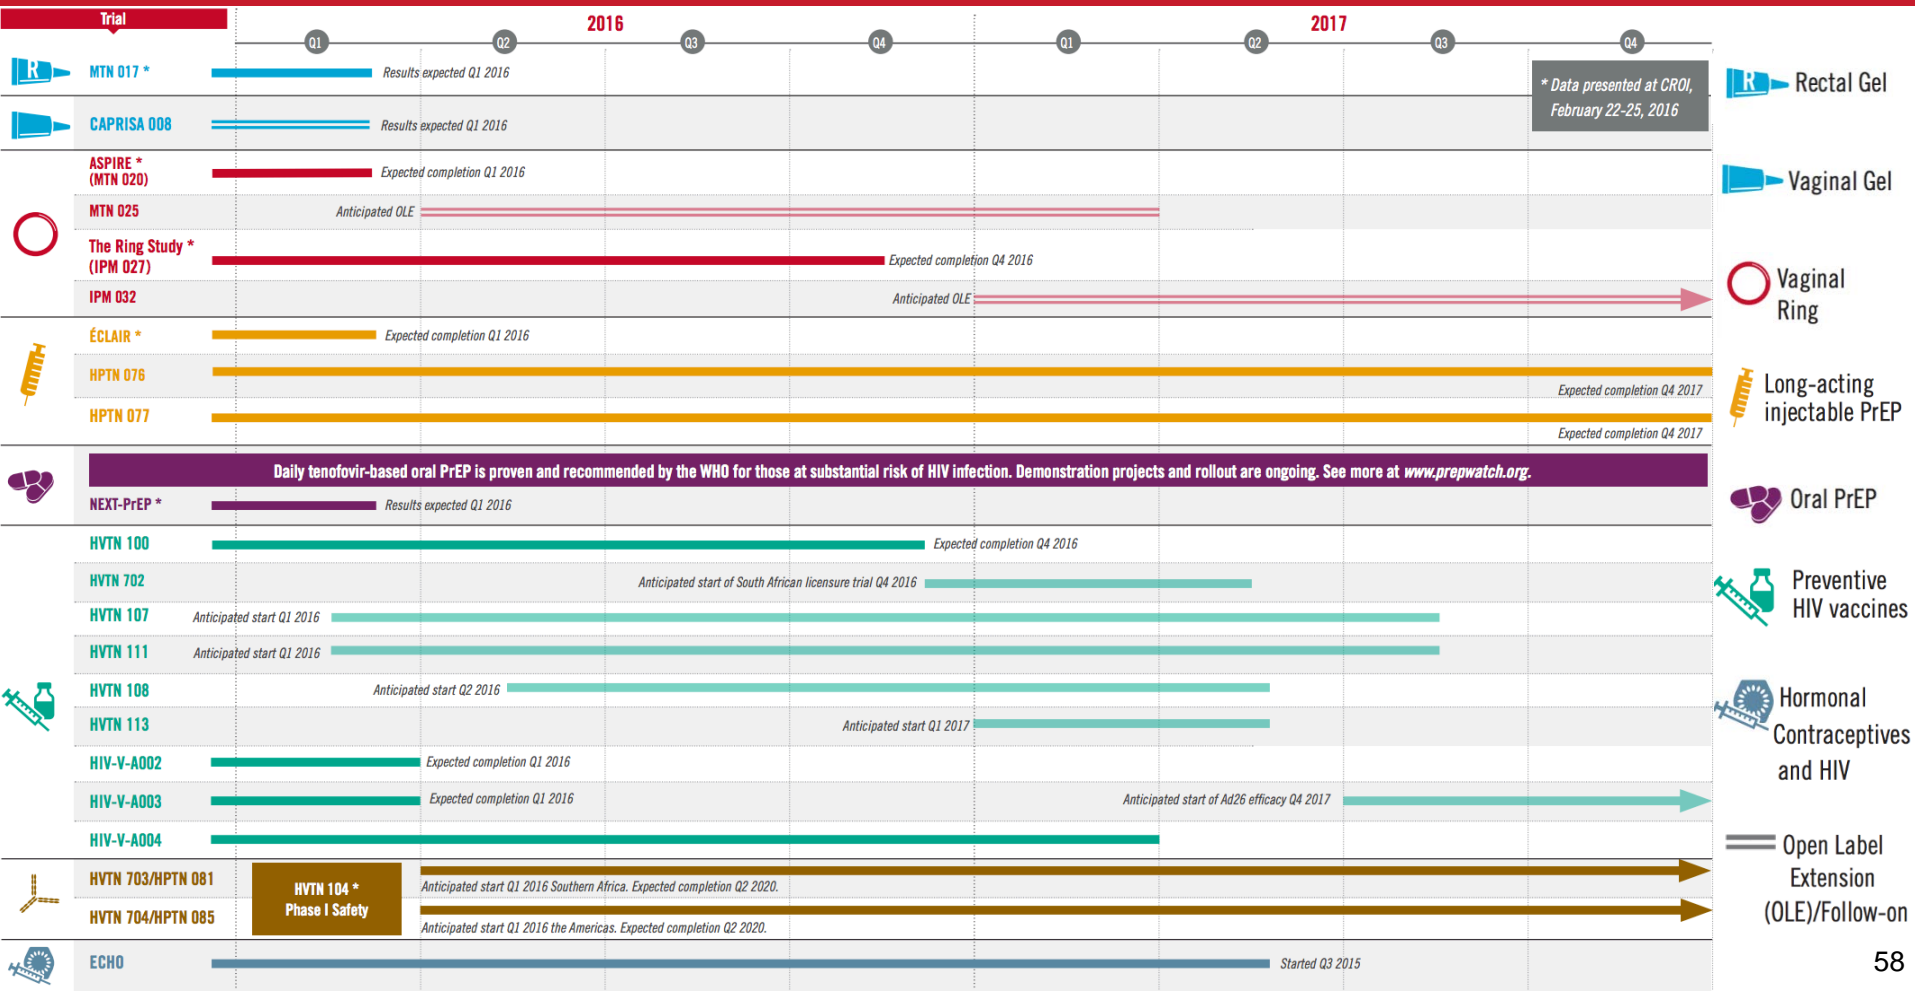 Trial
2016
2017
Q1
Q2
Q3
Q4
Q1
Q2
Q3
Q4
R
MTN 017 *
Results expected Q1 2016
* Data presented at CROI,
February 22-25, 2016
CAPRISA 008
Results expected Q1 2016
ASPIRE *
(MTN 020)
Expected completion Q1 2016
MTN 025
Anticipated OLE
The Ring Study *
(IPM 027)
Expected completion Q4 2016
IPM 032
Anticipated OLE
ÉCLAIR *
Expected completion Q1 2016
HPTN 076
Expected completion Q4 2017
HPTN 077
Expected completion Q4 2017
Daily tenofovir-based oral PrEP is proven and recommended by the WHO for those at substantial risk of HIV infection. Demonstration projects and rollout are ongoing. See more at www.prepwatch.org.
NEXT-PrEP *
Results expected Q1 2016
HVTN 100
Expected completion Q4 2016
HVTN 702
Anticipated start of South African licensure trial Q4 2016
HVTN 107
Anticipated start Q1 2016
HVTN 111
Anticipated start Q1 2016
HVTN 108
Anticipated start Q2 2016
HVTN 113
Anticipated start Q1 2017
HIV-V-A002
Expected completion Q1 2016
HIV-V-A003
Expected completion Q1 2016
Anticipated start of Ad26 efficacy Q4 2017
HIV-V-A004
HVTN 703/HPTN 081
HVTN 104 *
Phase I Safety
Anticipated start Q1 2016 Southern Africa. Expected completion Q2 2020.
HVTN 704/HPTN 085
Anticipated start Q1 2016 the Americas. Expected completion Q2 2020.
ECHO
Started Q3 2015
R
Rectal Gel
Vaginal Gel
Vaginal
Ring
Long-acting
injectable PrEP
Oral PrEP
Preventive
HIV vaccines
Hormonal
Contraceptives
and HIV
Open Label
Extension
(OLE)/Follow-on
58